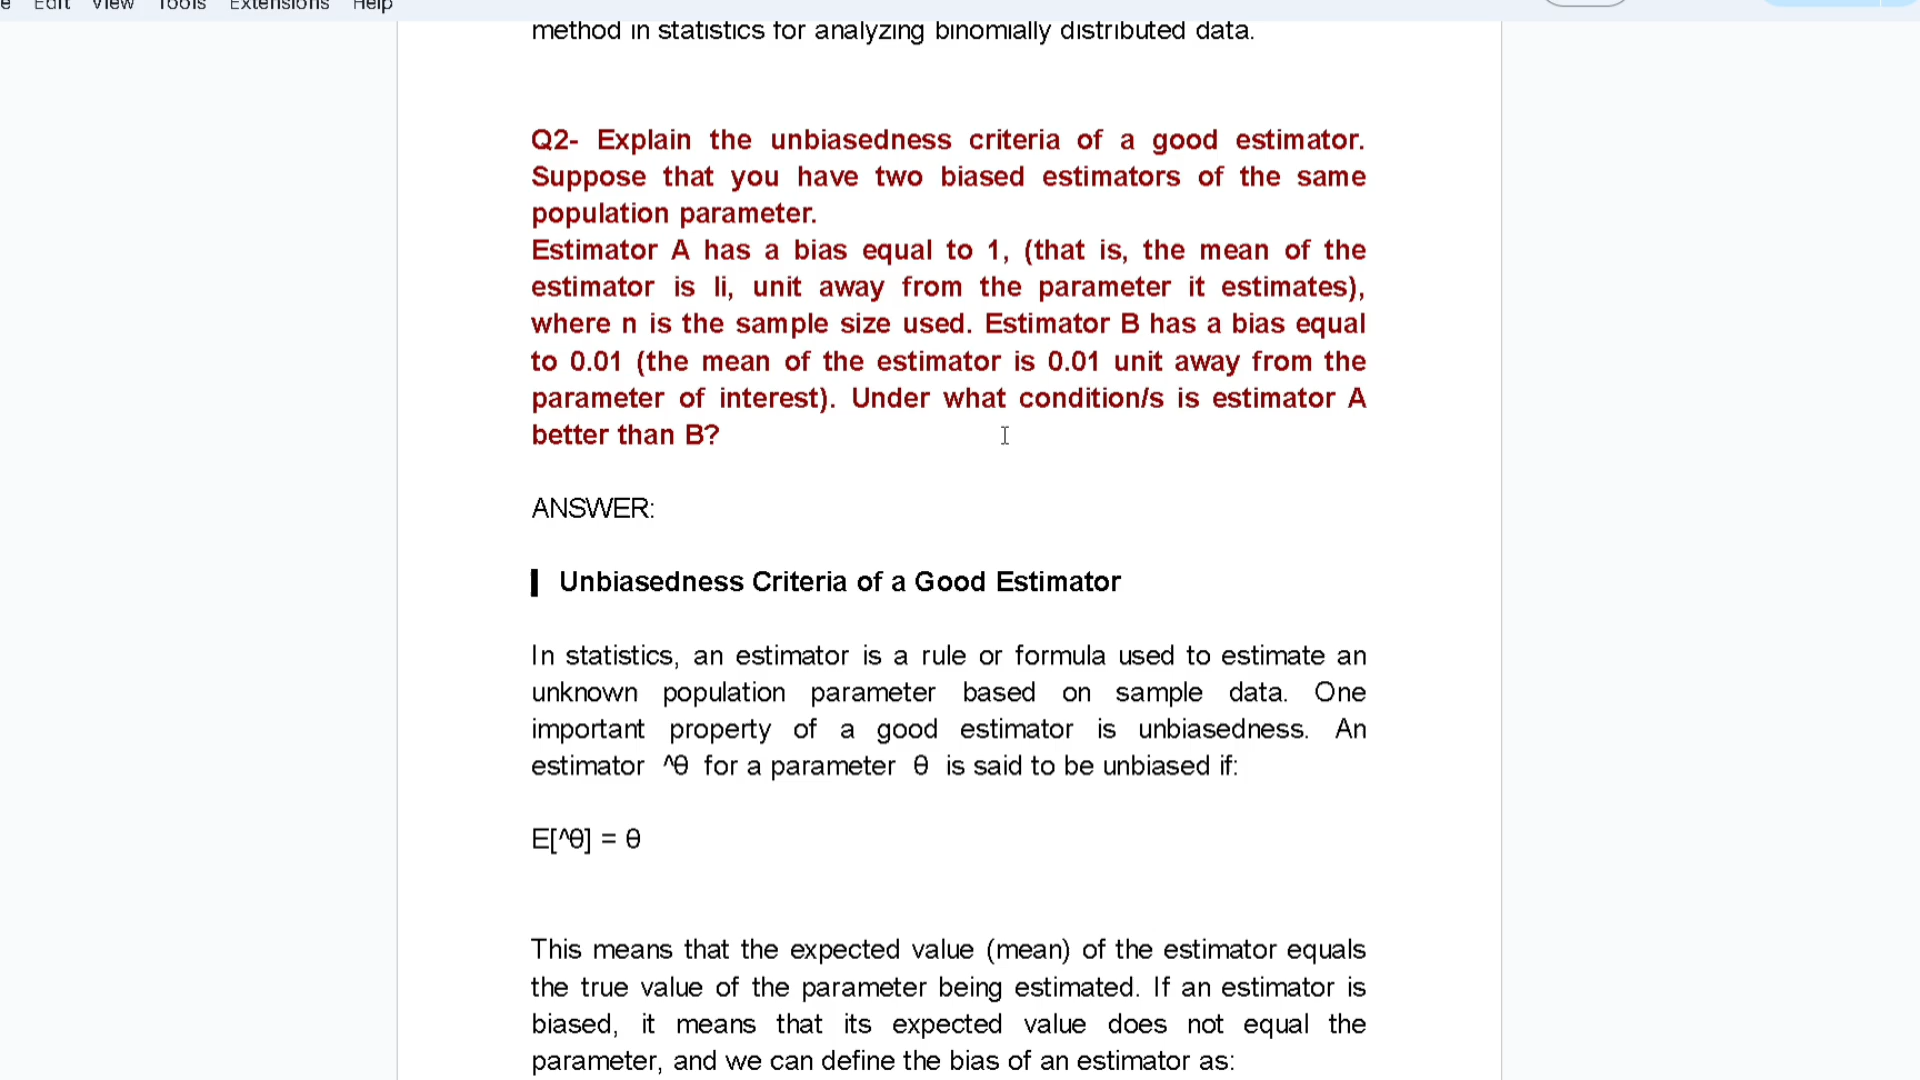 e Edit View Tools Extensions Help
method in statistics for analyzing binomially distributed data.
Q2- Explain the unbiasedness criteria of a good estimator.
Suppose that you have two biased estimators of the same
population parameter.
Estimator A has a bias equal to 1, (that is, the mean of the
estimator is li, unit away from the parameter it estimates),
where n is the sample size used. Estimator B has a bias equal
to 0.01 (the mean of the estimator is 0.01 unit away from the
parameter of interest). Under what condition/s is estimator A
better than B?
ANSWER:
Unbiasedness Criteria of a Good Estimator
In statistics, an estimator is a rule or formula used to estimate an
unknown population parameter based on sample data. One
important property of a good estimator is unbiasedness. An
estimator ^θ for a parameter θ is said to be unbiased if:
E[^θ] = θ
This means that the expected value (mean) of the estimator equals
the true value of the parameter being estimated. If an estimator is
biased, it means that its expected value does not equal the
parameter, and we can define the bias of an estimator as: